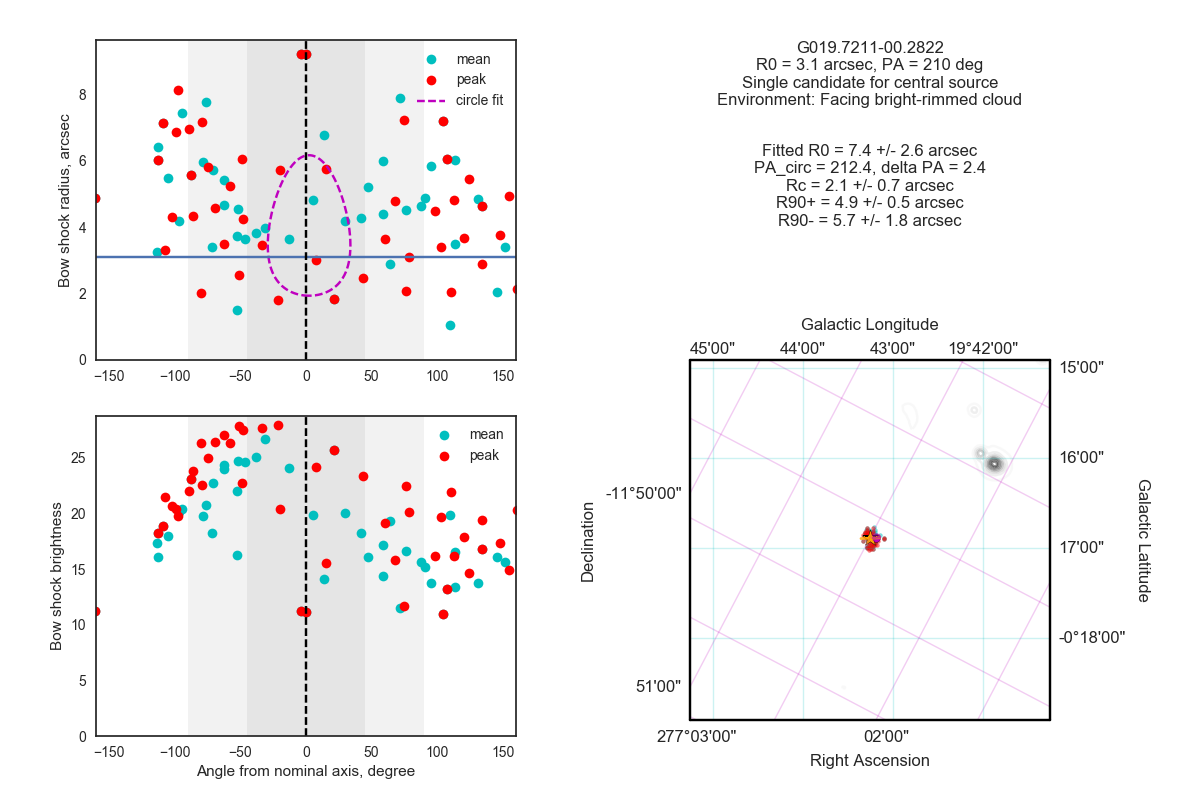 Bow shock radius, arcsec
8
6
4
2
0
mean
peak
circle fit
−150
−100
−50
0
50
100
150
Bow shock brightness
25
20
15
10
5
0
mean
peak
−150
−100
−50
0
50
100
150
Angle from nominal axis, degree
G019.7211-00.2822
R0 = 3.1 arcsec, PA = 210 deg
Single candidate for central source
Environment: Facing bright-rimmed cloud
Fitted R0 = 7.4 +/- 2.6 arcsec
PA_circ = 212.4, delta PA = 2.4
Rc = 2.1 +/- 0.7 arcsec
R90+ = 4.9 +/- 0.5 arcsec
R90- = 5.7 +/- 1.8 arcsec
Galactic Longitude
45'00"
44'00"
43'00"
19°42'00"
15'00"
16'00"
17'00"
-0°18'00"
Galactic Latitude
-11°50'00"
51'00"
Declination
277°03'00"
02'00"
Right Ascension